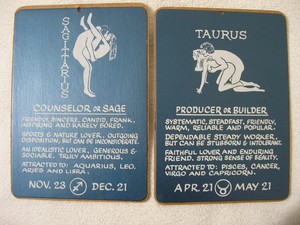 SAGITTARIUS
COUNSELOR OR SAGE
FRIENDLY, SINCERE, CANDID, FRANK,
INSPIRING AND RARELY BORED.
SPORTS & NATURE LOVER. OUTGOING
DISPOSITION, BUT CAN BE INCONSIDERATE.
AN IDEALISTIC LOVER, GENEROUS &
SOCIABLE. TRULY AMBITIOUS.
ATTRACTED TO: AQUARIUS, LEO,
ARIES AND LIBRA.
NOV. 23 DEC. 21
TAURUS
PRODUCER OR BUILDER
SYSTEMATIC, STEADFAST, FRIENDLY,
WARM, RELIABLE AND POPULAR.
DEPENDABLE STEADY WORKER,
BUT CAN BE STUBBORN & INTOLERANT.
FAITHFUL LOVER AND ENDURING
FRIEND. STRONG SENSE OF BEAUTY.
ATTRACTED TO: PISCES, CANCER,
VIRGO AND CAPRICORN.
APR. 21 MAY 21